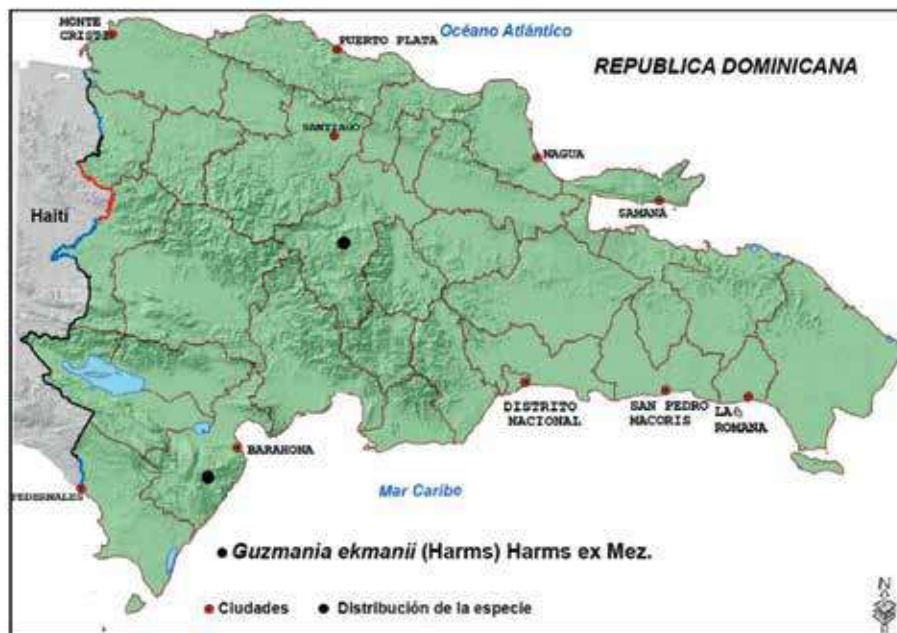 MONTE
CRISTI
PUERTO PLATA
Océano Atlántico
REPUBLICA DOMINICANA
SANTIAGO
NAGUA
SAMANA
Haití
DISTRITO
NACIONAL
SAN PEDRO
MACORIS
LA
ROMANA
BARAHONA
PEDERNALES
Mar Caribe
Guzmania ekmanii (Harms) Harms ex Mez.
Ciudades
Distribución de la especie
N